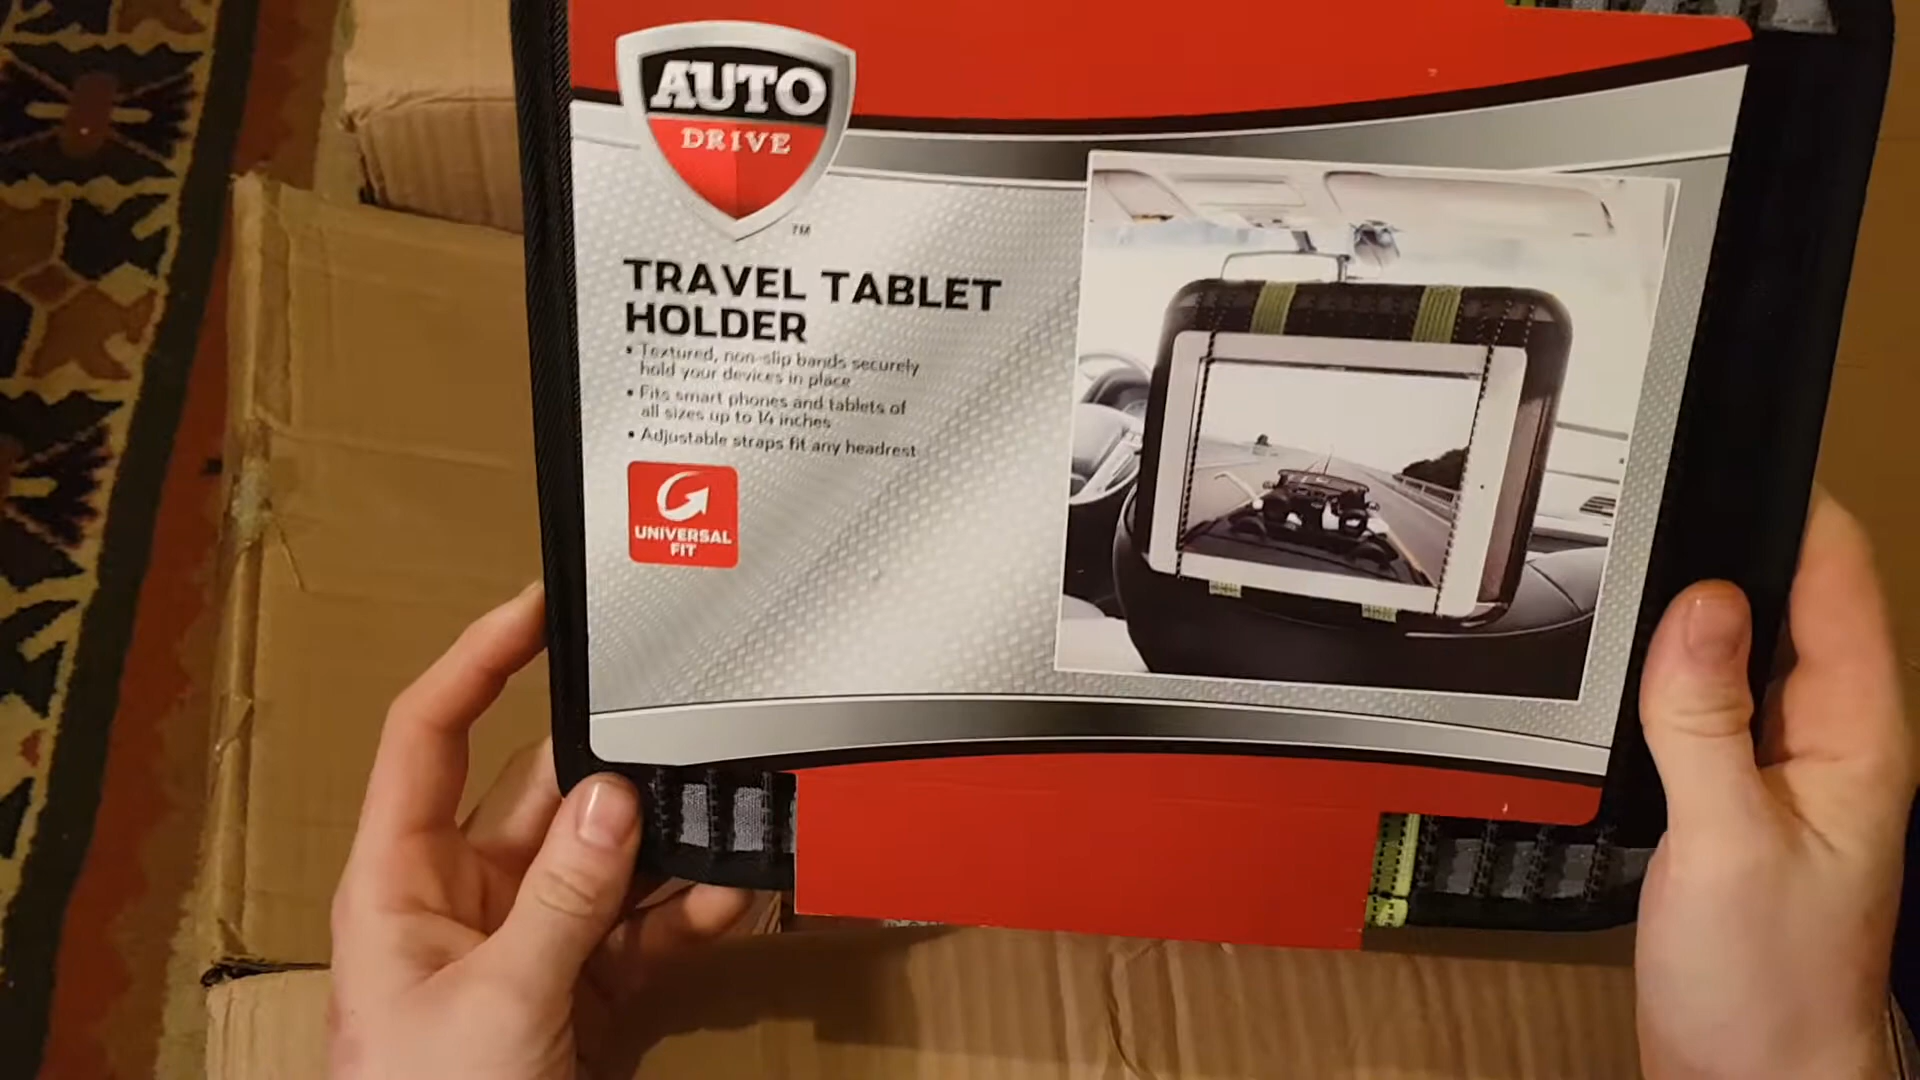 AUTO
DRIVE
TM
TRAVEL TABLET
HOLDER
• Textured, non-slip bands securely
hold your devices in place
• Fits smart phones and tablets of
all sizes up to 14 inches
• Adjustable straps fit any headrest
UNIVERSAL
FIT